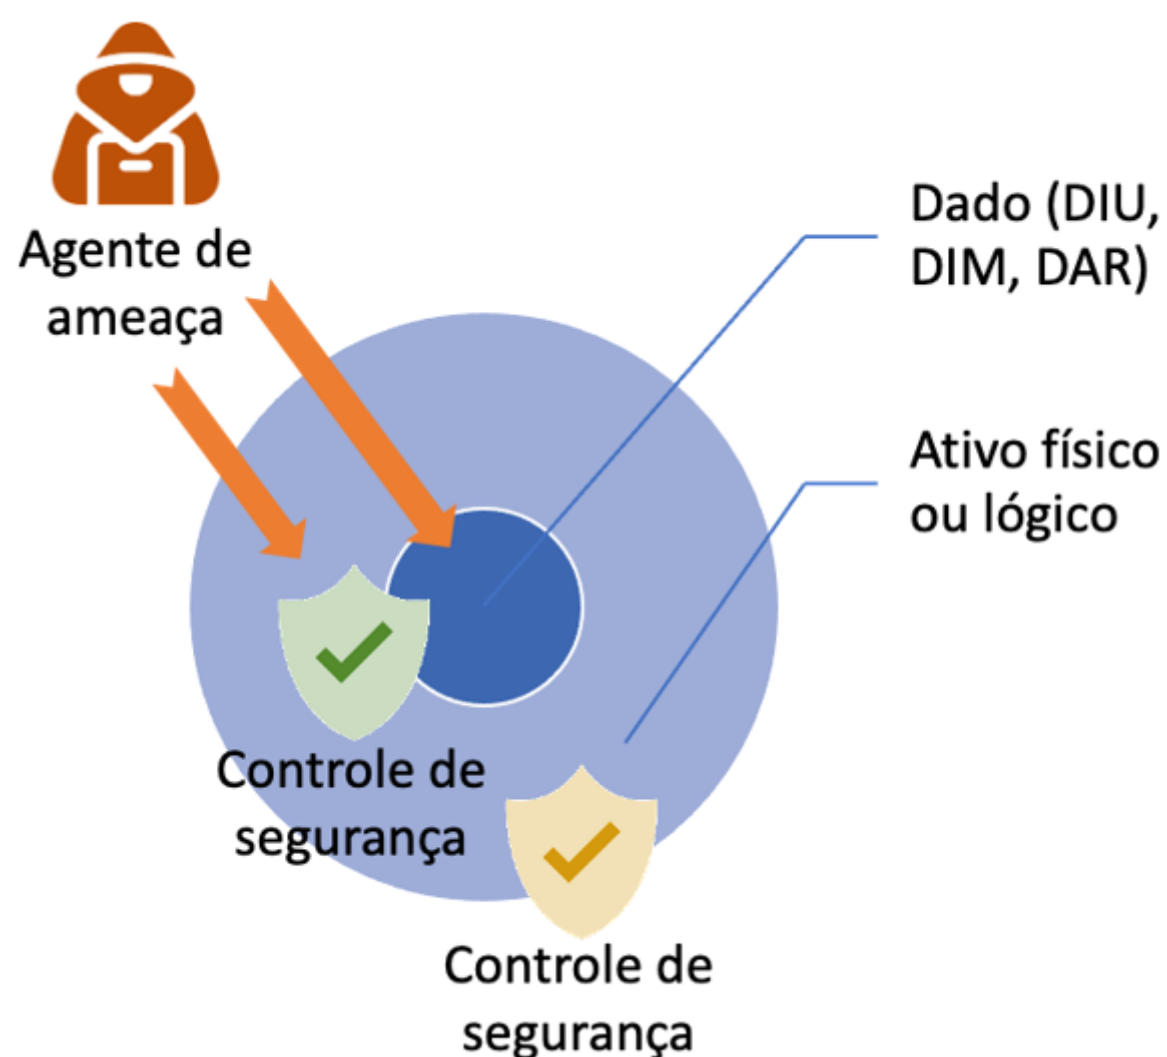 Agente de
ameaça
Dado (DIU,
DIM, DAR)
Ativo físico
ou lógico
Controle de
segurança
Controle de
segurança